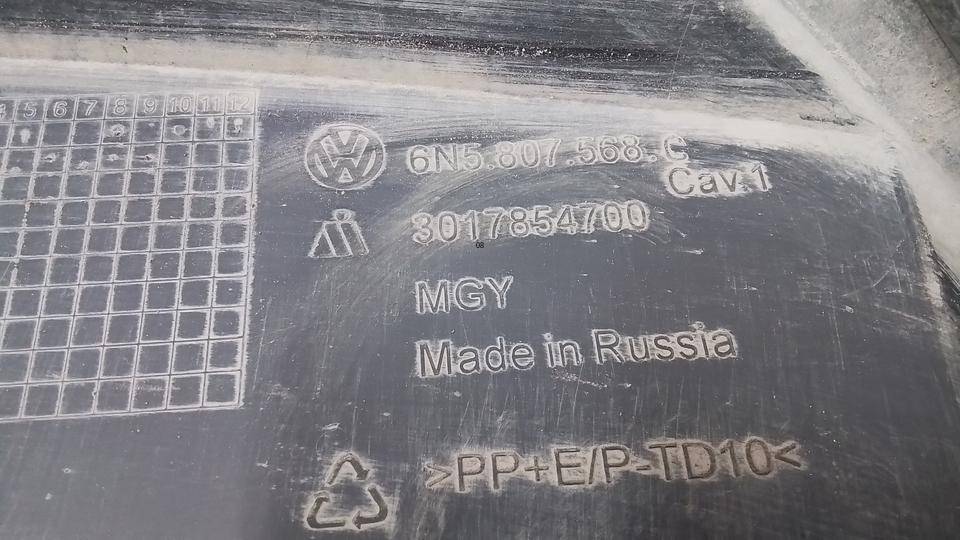 4 5 6 7 8 9 10 11 12
6N5.807.568.C
Cav.1
3017854700
08
MGY
Made in Russia
>PP+E/P-TD10<